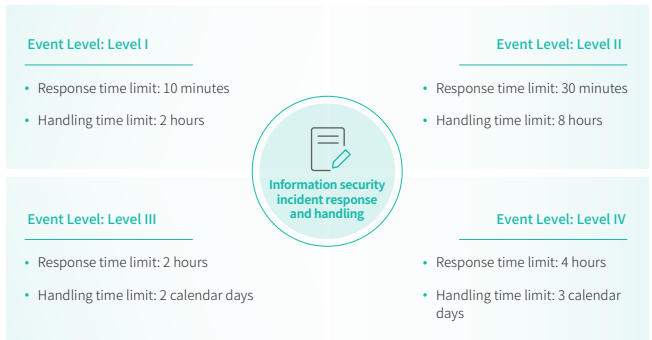 Event Level: Level I
• Response time limit: 10 minutes
• Handling time limit: 2 hours
Event Level: Level II
• Response time limit: 30 minutes
• Handling time limit: 8 hours
Information security
incident response
and handling
Event Level: Level III
• Response time limit: 2 hours
• Handling time limit: 2 calendar days
Event Level: Level IV
• Response time limit: 4 hours
• Handling time limit: 3 calendar
days